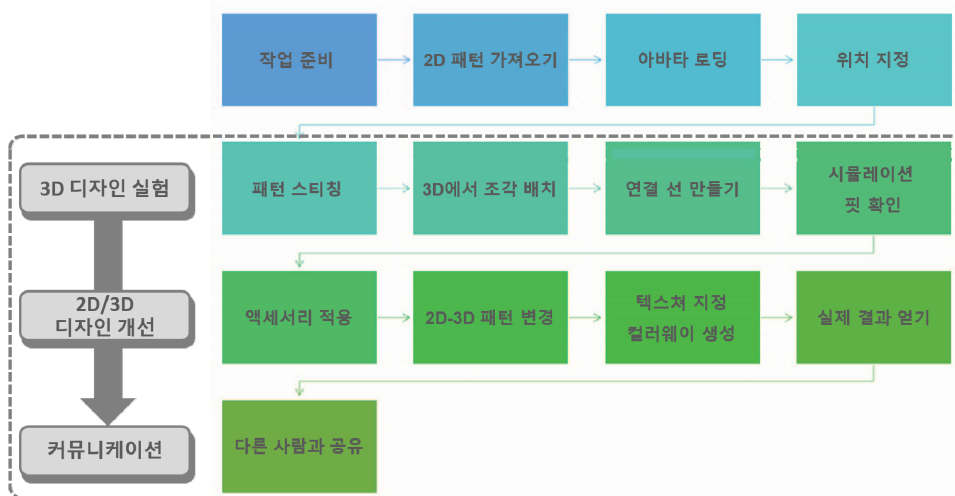 작업 준비
2D 패턴 가져오기
아바타 로딩
위치 지정
3D 디자인 실험
패턴 스티칭
3D에서 조각 배치
연결 선 만들기
시뮬레이션
핏 확인
2D/3D
디자인 개선
액세서리 적용
2D-3D 패턴 변경
텍스쳐 지정
컬러웨이 생성
실제 결과 얻기
커뮤니케이션
다른 사람과 공유